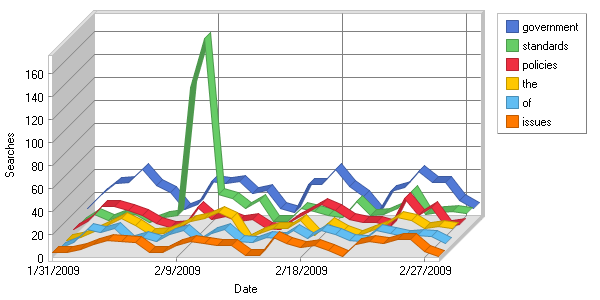 government
standards
policies
the
of
issues
Searches
160
140
120
100
80
60
40
20
0
1/31/2009 2/9/2009 2/18/2009 2/27/2009
Date